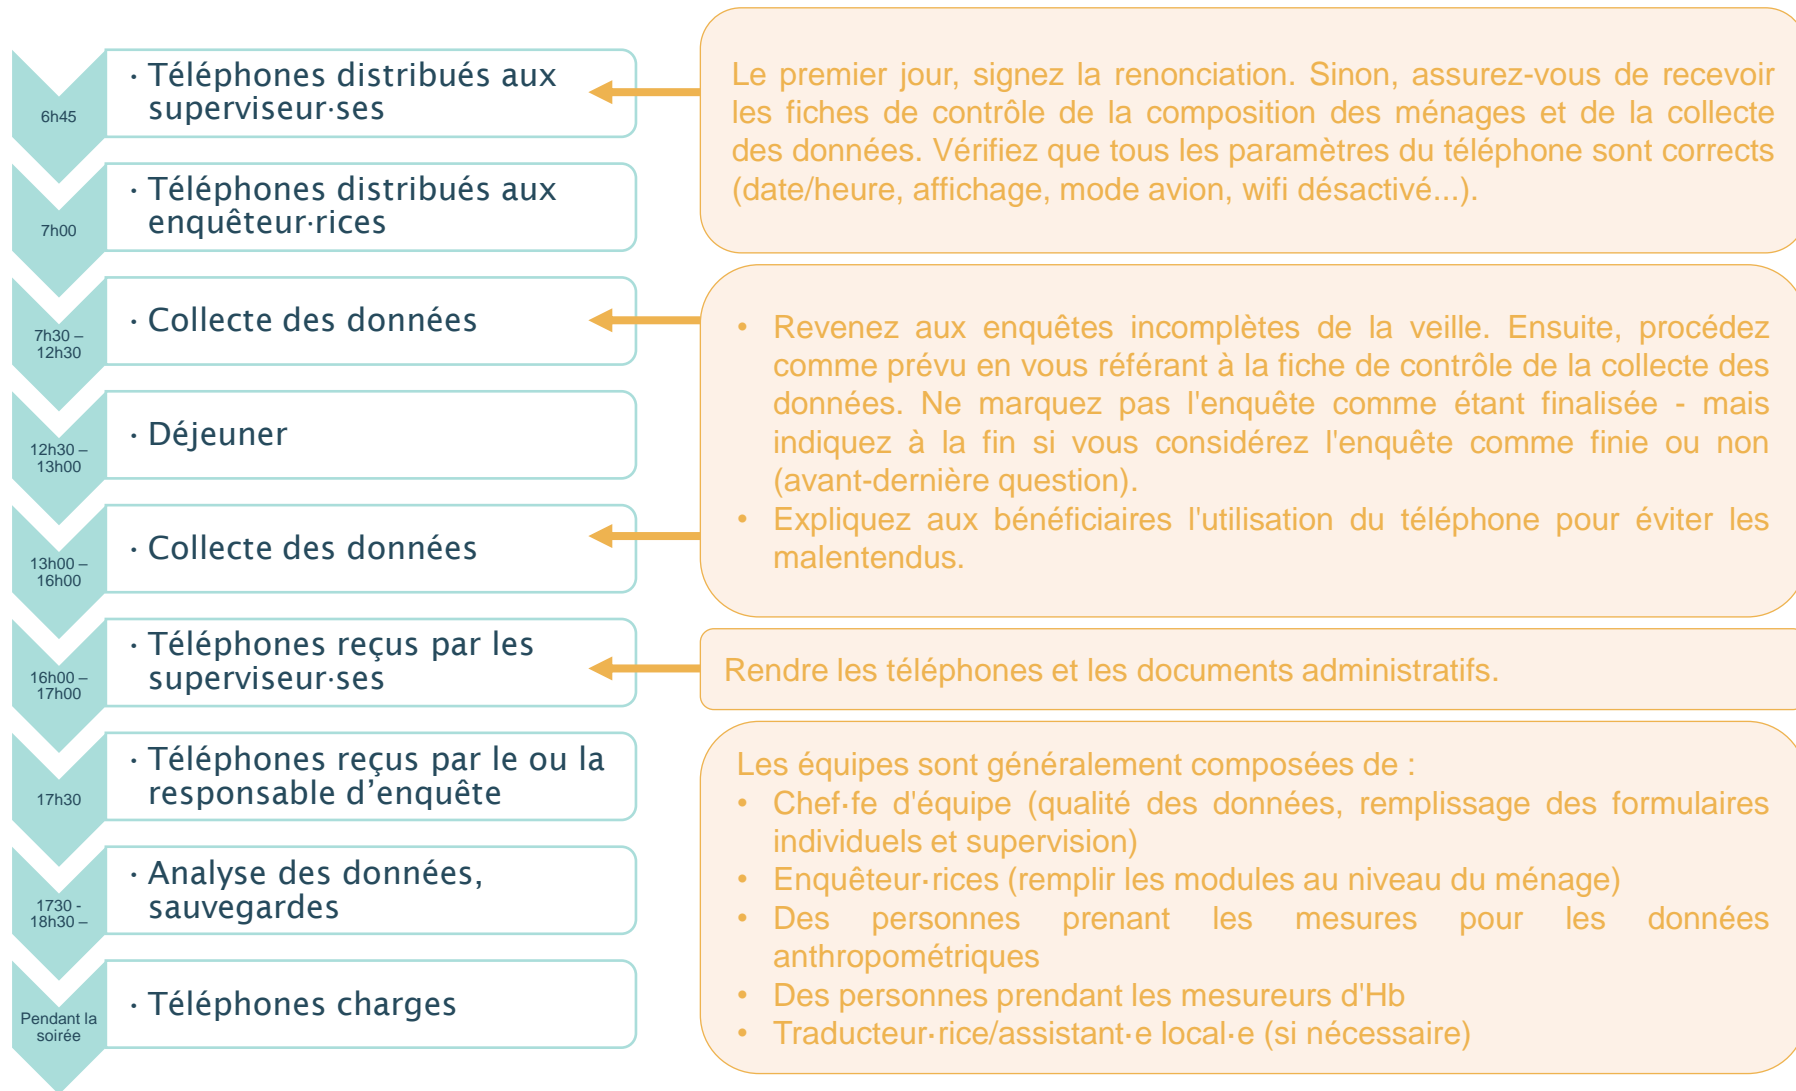 6h45
· Téléphones distribués aux
superviseur·ses
7h00
· Téléphones distribués aux
enquêteur·rices
7h30 –
12h30
· Collecte des données
12h30 –
13h00
· Déjeuner
13h00 –
16h00
· Collecte des données
16h00 –
17h00
· Téléphones reçus par les
superviseur·ses
17h30
· Téléphones reçus par le ou la
responsable d’enquête
1730 -
18h30 –
· Analyse des données,
sauvegardes
Pendant la
soirée
· Téléphones charges
Le premier jour, signez la renonciation. Sinon, assurez-vous de recevoir
les fiches de contrôle de la composition des ménages et de la collecte
des données. Vérifiez que tous les paramètres du téléphone sont corrects
(date/heure, affichage, mode avion, wifi désactivé...).
• Revenez aux enquêtes incomplètes de la veille. Ensuite, procédez
comme prévu en vous référant à la fiche de contrôle de la collecte des
données. Ne marquez pas l'enquête comme étant finalisée - mais
indiquez à la fin si vous considérez l'enquête comme finie ou non
(avant-dernière question).
• Expliquez aux bénéficiaires l'utilisation du téléphone pour éviter les
malentendus.
Rendre les téléphones et les documents administratifs.
Les équipes sont généralement composées de :
• Chef·fe d'équipe (qualité des données, remplissage des formulaires
individuels et supervision)
• Enquêteur·rices (remplir les modules au niveau du ménage)
• Des personnes prenant les mesures pour les données
anthropométriques
• Des personnes prendant les mesureurs d'Hb
• Traducteur·rice/assistant·e local·e (si nécessaire)